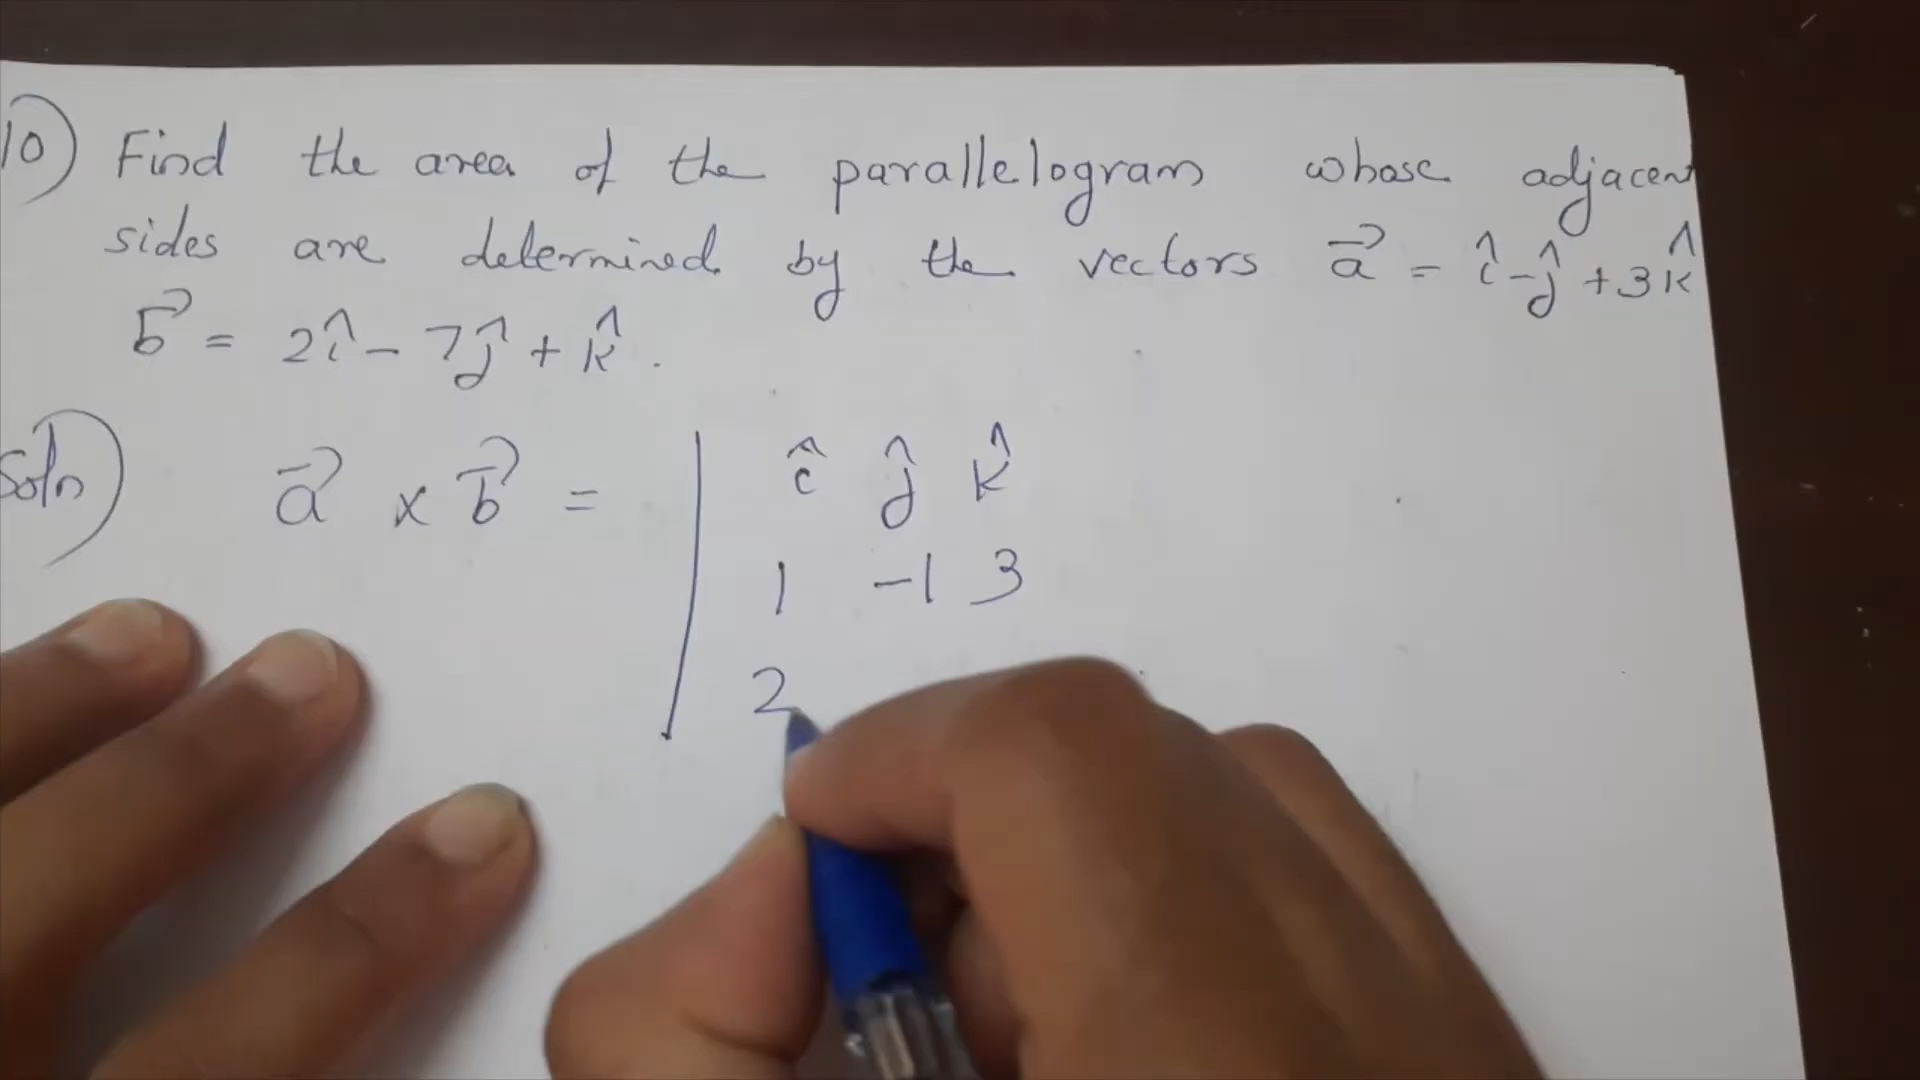 10) Find the area of the parallelogram whose adjacent
sides are determined by the vectors a⃗ = î - ĵ + 3k̂
b⃗ = 2î - 7ĵ + k̂.
Soln) a⃗ x b⃗ = | î ĵ k̂
1 -1 3
2